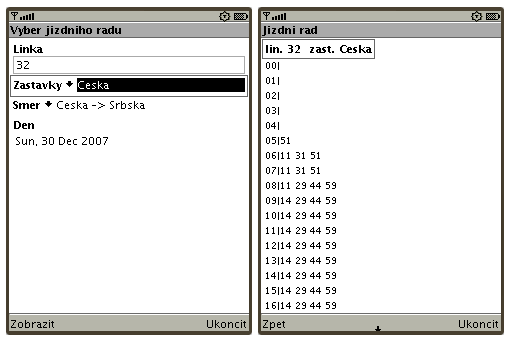 Vyber jizdniho radu
Linka
32
Zastavky Ceska
Smer Ceska -> Srbska
Den
Sun, 30 Dec 2007
Zobrazit Ukoncit
Jizdni rad
lin. 32 zast. Ceska
00|
01|
02|
03|
04|
05|51
06|11 31 51
07|11 31 51
08|11 29 44 59
09|14 29 44 59
10|14 29 44 59
11|14 29 44 59
12|14 29 44 59
13|14 29 44 59
14|14 29 44 59
15|14 29 44 59
16|14 29 44 59
Zpet Ukoncit